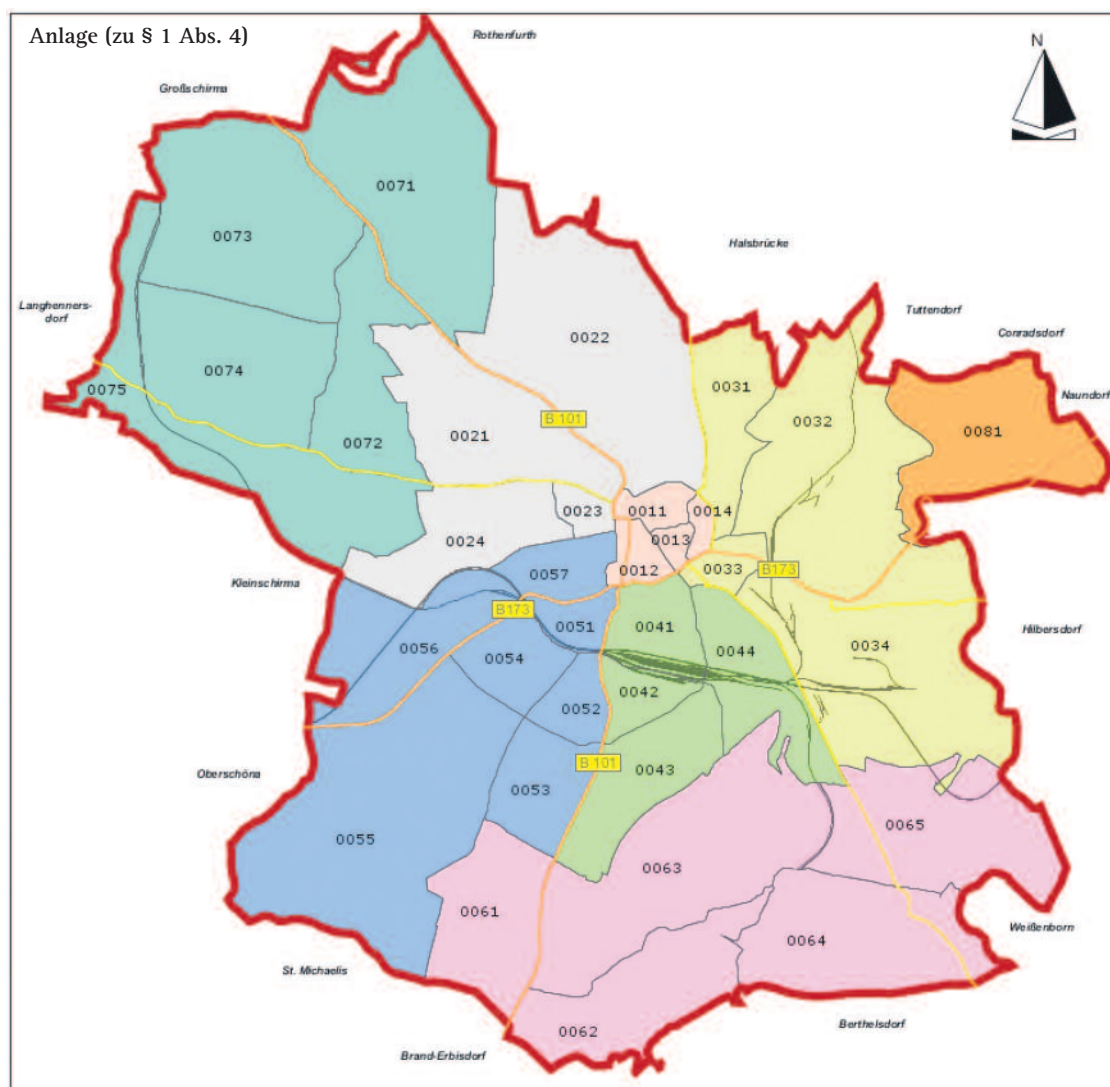 Anlage (zu § 1 Abs. 4)
Rothenfurth
N
Großschirma
0071
0073
Halsbrücke
Langhenners-
dorf
Tuttendorf
Conradsdorf
0022
0074
0075
0031
Naundorf
0032
B 101
0021
0072
0081
0023
0011
0014
0024
0013
0012
0033
B173
Kleinschirma
0057
B173
0051
0041
Hilbersdorf
0056
0054
0044
0034
0042
0052
B 101
0043
Oberschöna
0053
0065
0055
0063
0061
Weißenborn
0064
St. Michaelis
Berthelsdorf
0062
Brand-Erbisdorf